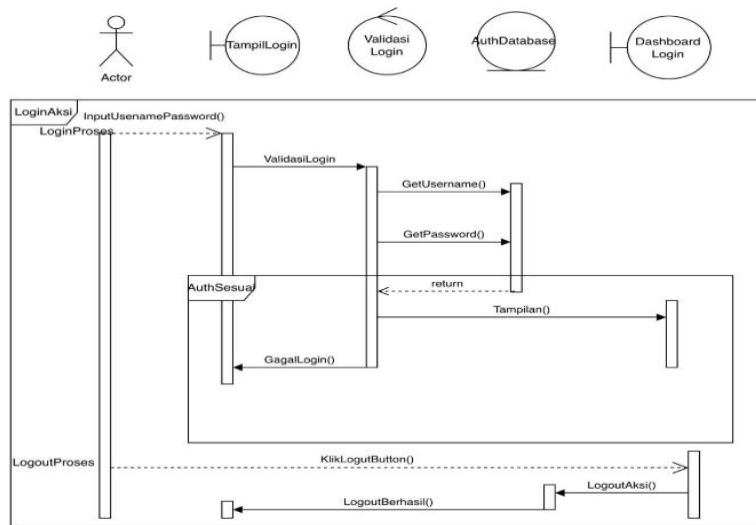 Actor
TampilLogin
Validasi
Login
AuthDatabase
Dashboard
Login
LoginAksi
InputUsenamePassword()
LoginProses
ValidasiLogin
GetUsername()
GetPassword()
AuthSesuai
return
Tampilan()
GagalLogin()
LogoutProses
KlikLogutButton()
LogoutAksi()
LogoutBerhasil()